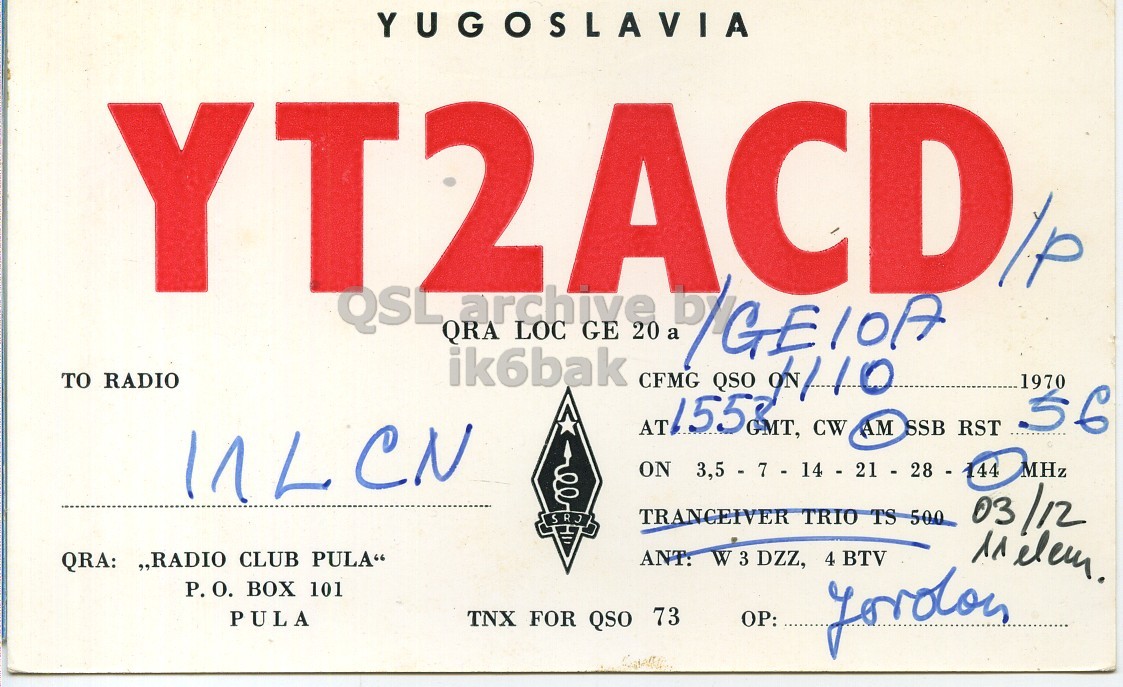 YUGOSLAVIA
YT2ACD /P
QSL archive by
ik6bak
QRA LOC GE 20 a /GE10A
TO RADIO
I1LCN
CFMG QSO ON 1110 1970
AT 1553 GMT, CW AM SSB RST 56
ON 3,5 - 7 - 14 - 21 - 28 - 144 MHz
TRANCEIVER TRIO TS 500 03/12
ANT: W 3 DZZ, 4 BTV 11 elem.
SRJ
QRA: „RADIO CLUB PULA“
P. O. BOX 101
PULA
TNX FOR QSO 73 OP: Jordan